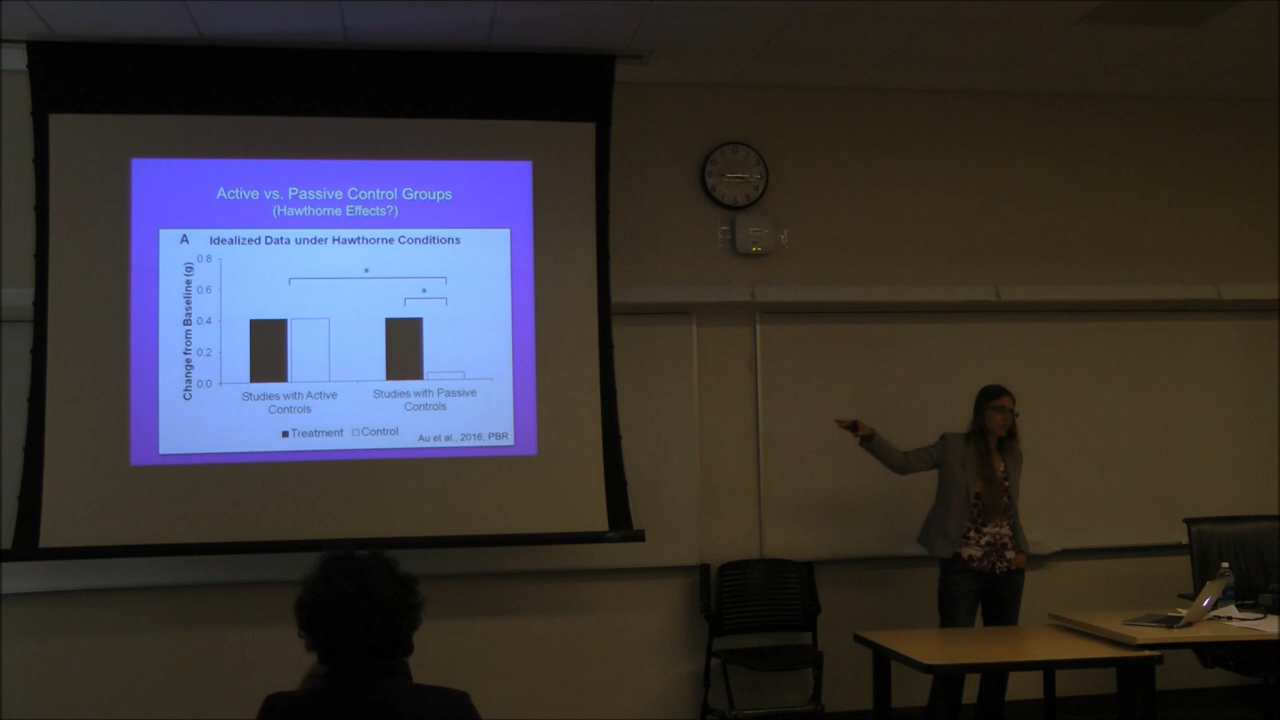 Active vs. Passive Control Groups
(Hawthorne Effects?)
A Idealized Data under Hawthorne Conditions
Change from Baseline (g)
0.8
0.6
0.4
0.2
0.0
*
*
Studies with Active
Controls
Studies with Passive
Controls
Treatment Control
Au et al., 2016, PBR